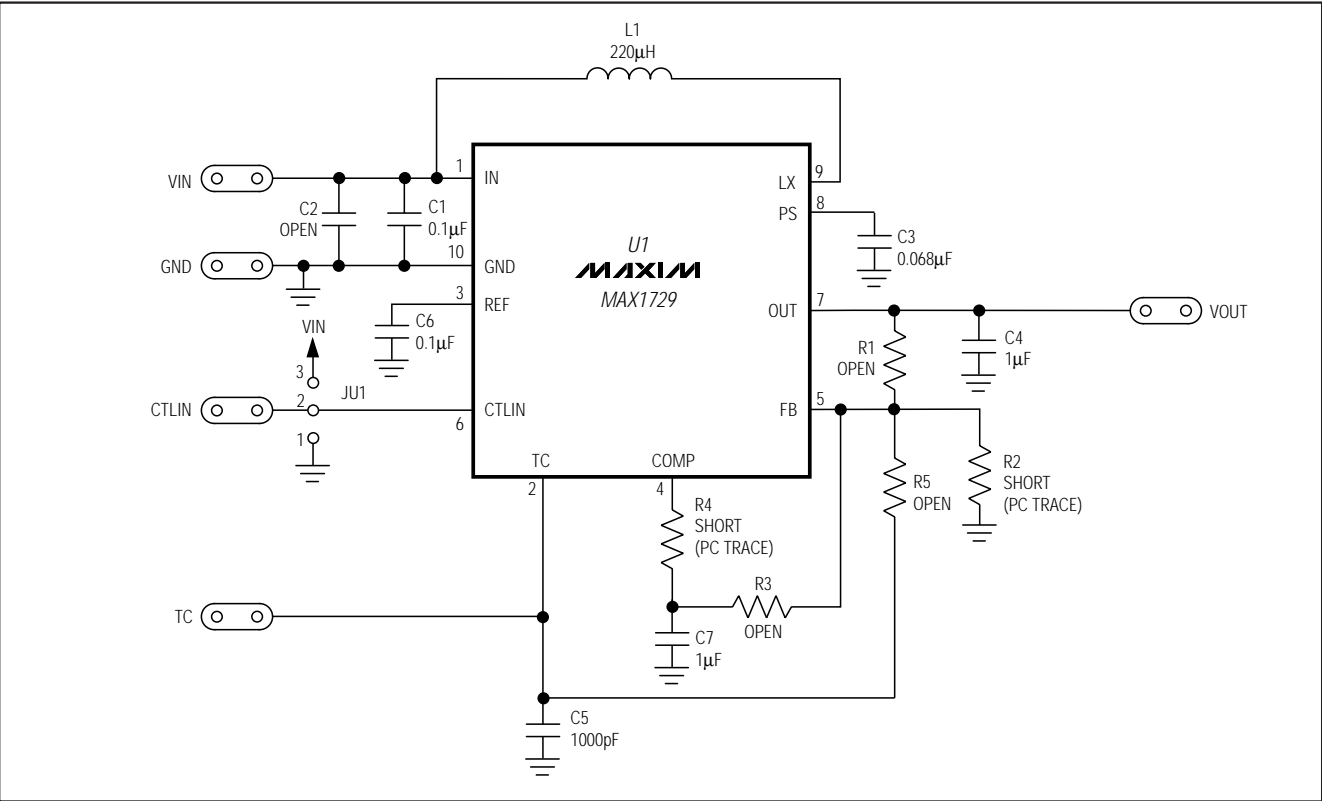 L1
220µH
VIN
1
IN
LX
9
C2
OPEN
C1
0.1µF
PS
8
C3
0.068µF
GND
10
GND
U1
MAXIM
MAX1729
3
REF
OUT
7
VOUT
C6
0.1µF
VIN
R1
OPEN
C4
1µF
3
JU1
CTLIN
2
CTLIN
6
FB
5
1
TC
2
COMP
4
R5
OPEN
R2
SHORT
(PC TRACE)
R4
SHORT
(PC TRACE)
R3
OPEN
TC
C7
1µF
C5
1000pF